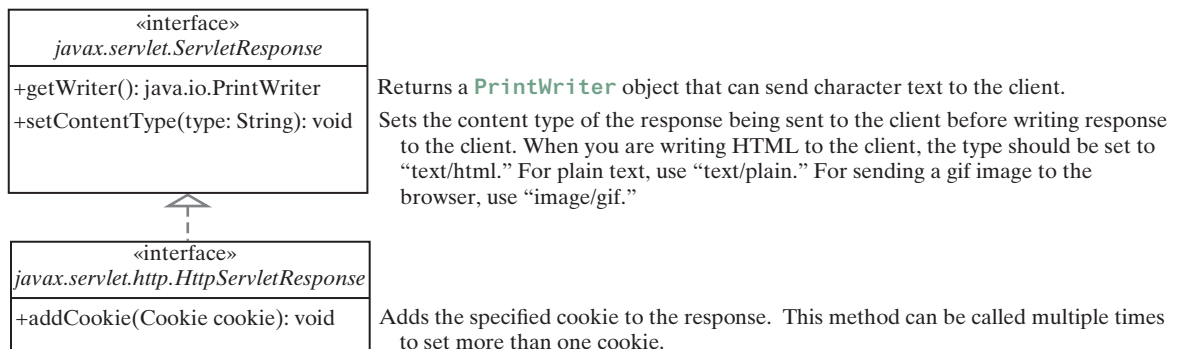 «interface»
javax.servlet.ServletResponse
+getWriter(): java.io.PrintWriter
Returns a PrintWriter object that can send character text to the client.
+setContentType(type: String): void
Sets the content type of the response being sent to the client before writing response
to the client. When you are writing HTML to the client, the type should be set to
“text/html.” For plain text, use “text/plain.” For sending a gif image to the
browser, use “image/gif.”
«interface»
javax.servlet.http.HttpServletResponse
+addCookie(Cookie cookie): void
Adds the specified cookie to the response. This method can be called multiple times
to set more than one cookie.